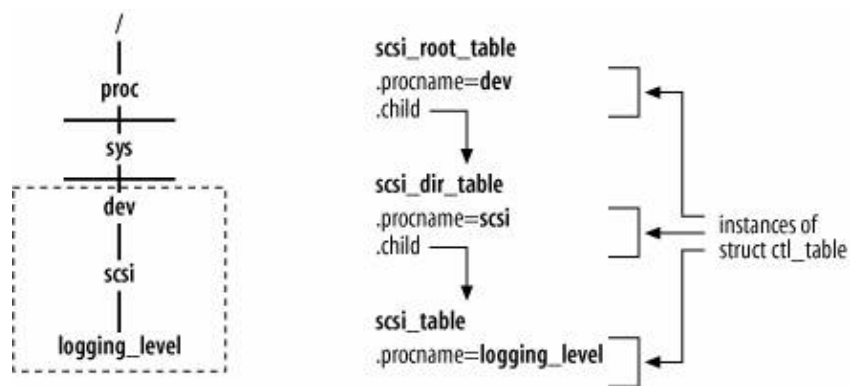 /
proc
sys
dev
scsi
logging_level
scsi_root_table
.procname=dev
.child
scsi_dir_table
.procname=scsi
.child
scsi_table
.procname=logging_level
instances of
struct ctl_table